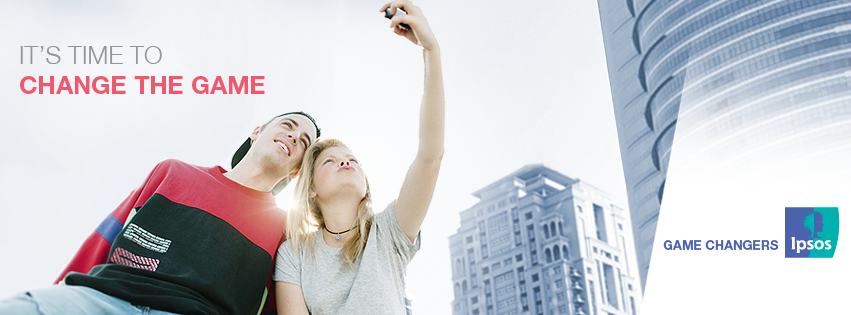 IT'S TIME TO
CHANGE THE GAME
GAME CHANGERS
Ipsos